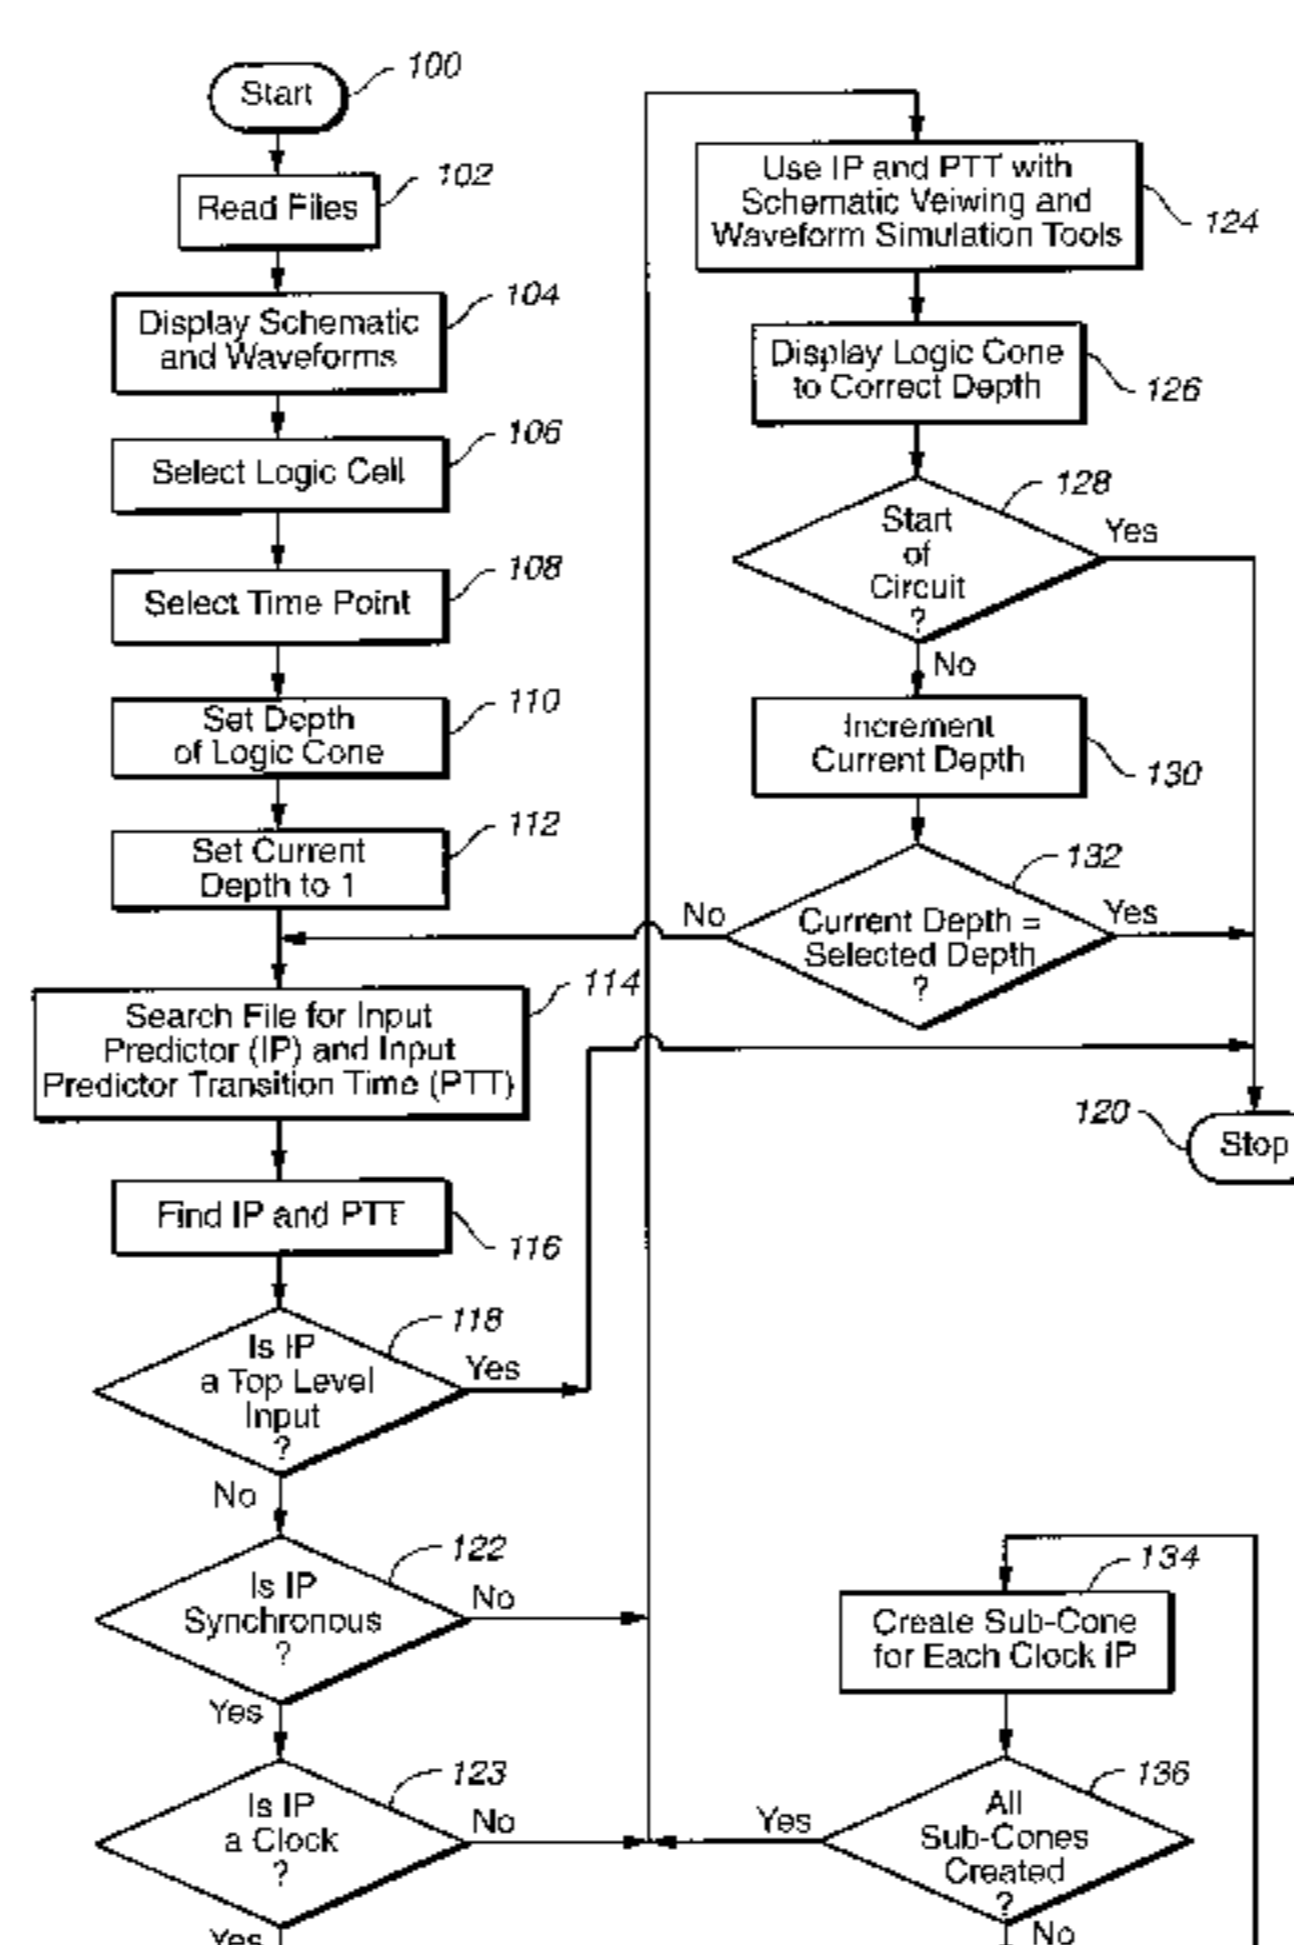 Start
100
Read Files
102
Display Schematic
and Waveforms
104
Select Logic Cell
106
Select Time Point
108
Set Depth
of Logic Cone
110
Set Current
Depth to 1
112
Search File for Input
Predictor (IP) and Input
Predictor Transition Time (PTT)
114
Find IP and PTT
116
Is IP
a Top Level
Input
?
118
Yes
No
Is IP
Synchronous
?
122
No
Yes
Is IP
a Clock
?
123
No
Yes
Use IP and PTT with
Schematic Veiwing and
Waveform Simulation Tools
124
Display Logic Cone
to Correct Depth
126
Start
of
Circuit
?
128
Yes
No
Increment
Current Depth
130
Current Depth =
Selected Depth
?
132
No
Yes
120
Stop
134
Create Sub-Cone
for Each Clock IP
All
Sub-Cones
Created
?
136
Yes
No